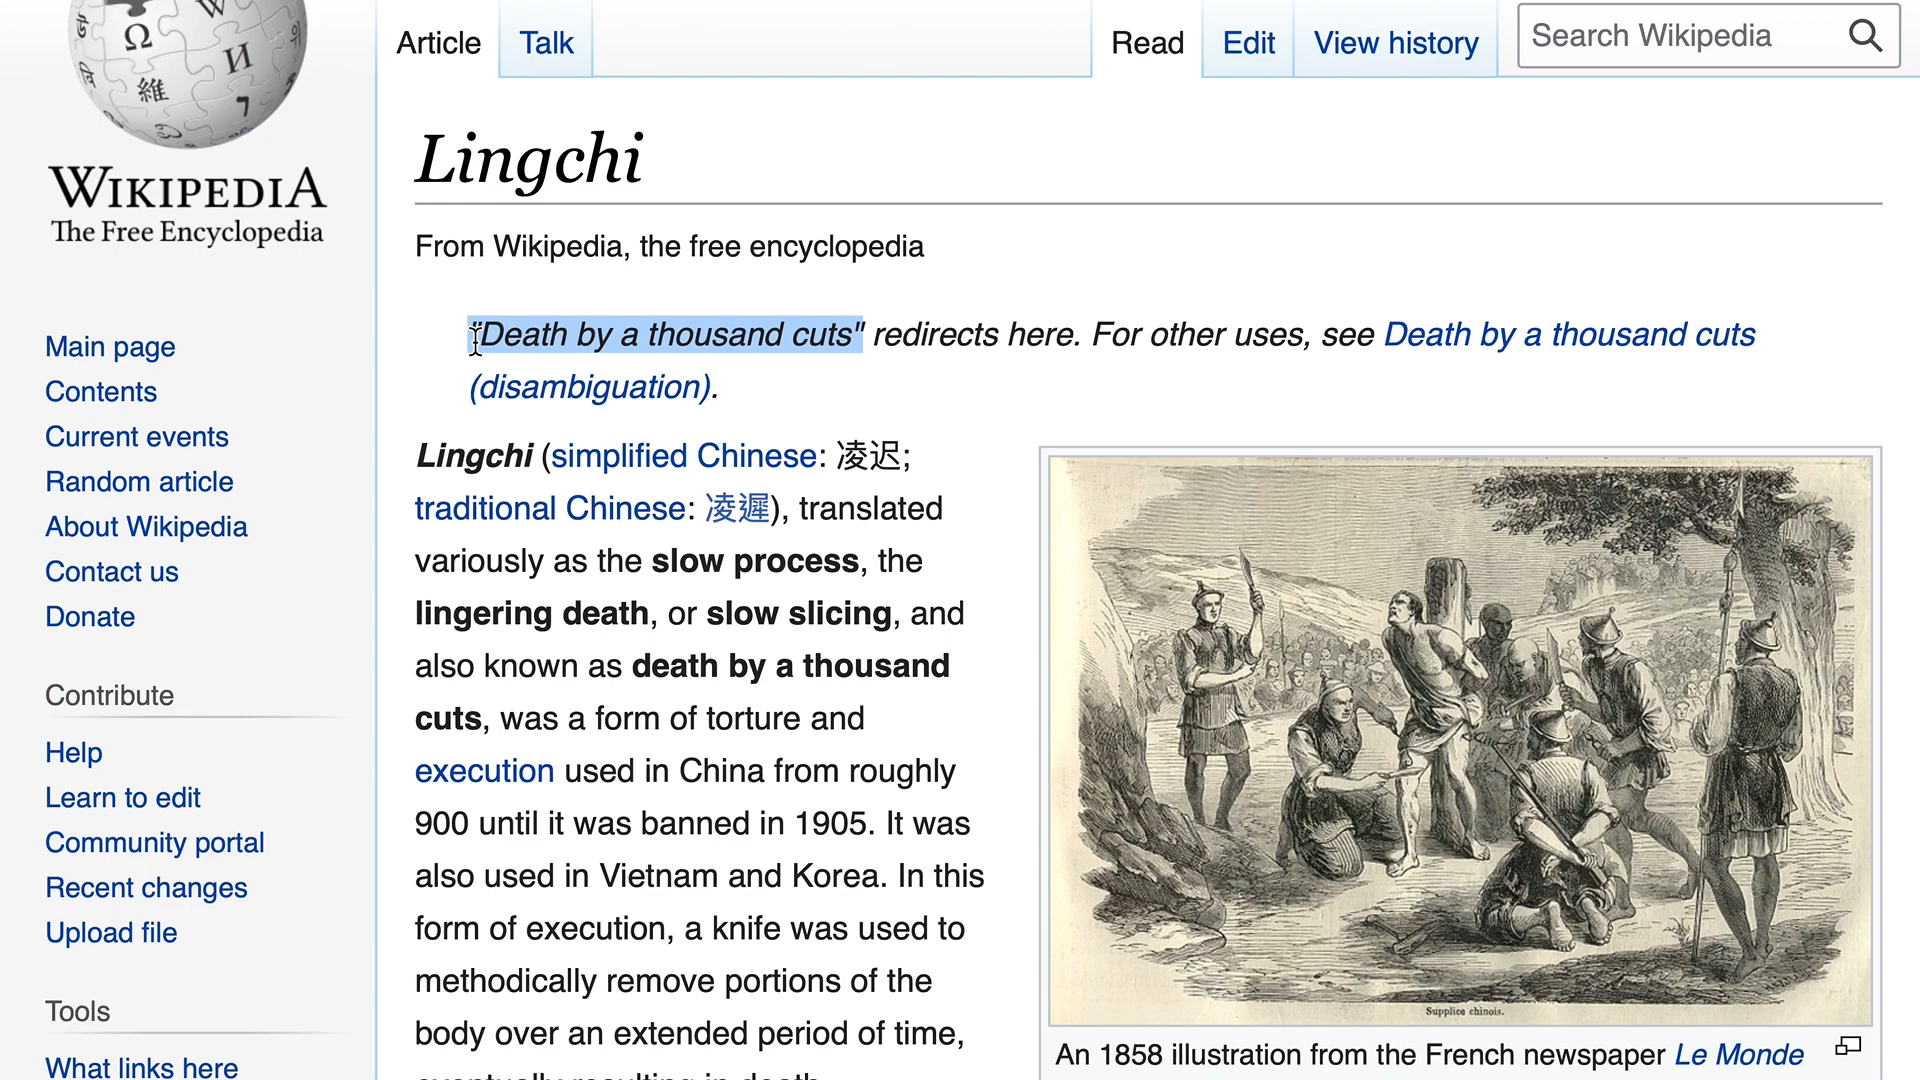 Ω
W
И
維
7
WIKIPEDIA
The Free Encyclopedia
Main page
Contents
Current events
Random article
About Wikipedia
Contact us
Donate
Contribute
Help
Learn to edit
Community portal
Recent changes
Upload file
Tools
What links here
Article
Talk
Read
Edit
View history
Search Wikipedia
Lingchi
From Wikipedia, the free encyclopedia
"Death by a thousand cuts" redirects here. For other uses, see Death by a thousand cuts
(disambiguation).
Lingchi (simplified Chinese: 凌迟;
traditional Chinese: 凌遲), translated
variously as the slow process, the
lingering death, or slow slicing, and
also known as death by a thousand
cuts, was a form of torture and
execution used in China from roughly
900 until it was banned in 1905. It was
also used in Vietnam and Korea. In this
form of execution, a knife was used to
methodically remove portions of the
body over an extended period of time,
eventually resulting in death.
Supplice chinois.
An 1858 illustration from the French newspaper Le Monde